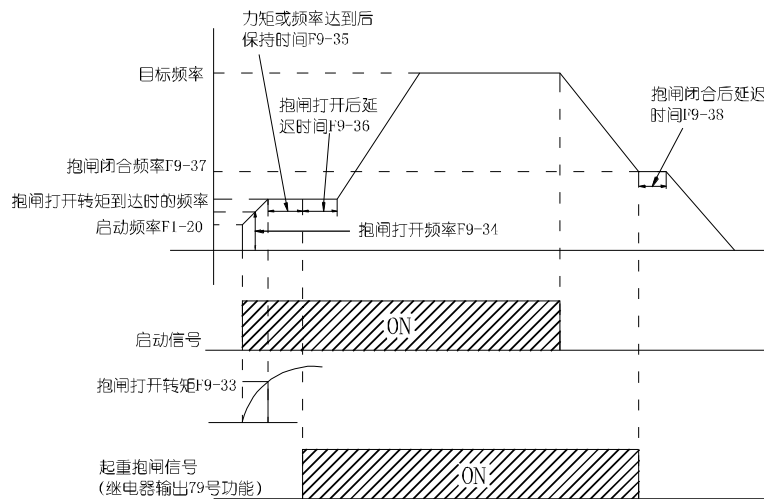 力矩或频率达到后
保持时间F9-35
目标频率
抱闸打开后延
迟时间F9-36
抱闸闭合后延迟
时间F9-38
抱闸闭合频率F9-37
抱闸打开转矩到达时的频率
启动频率F1-20
抱闸打开频率F9-34
启动信号
ON
抱闸打开转矩F9-33
起重抱闸信号
(继电器输出79号功能)
ON